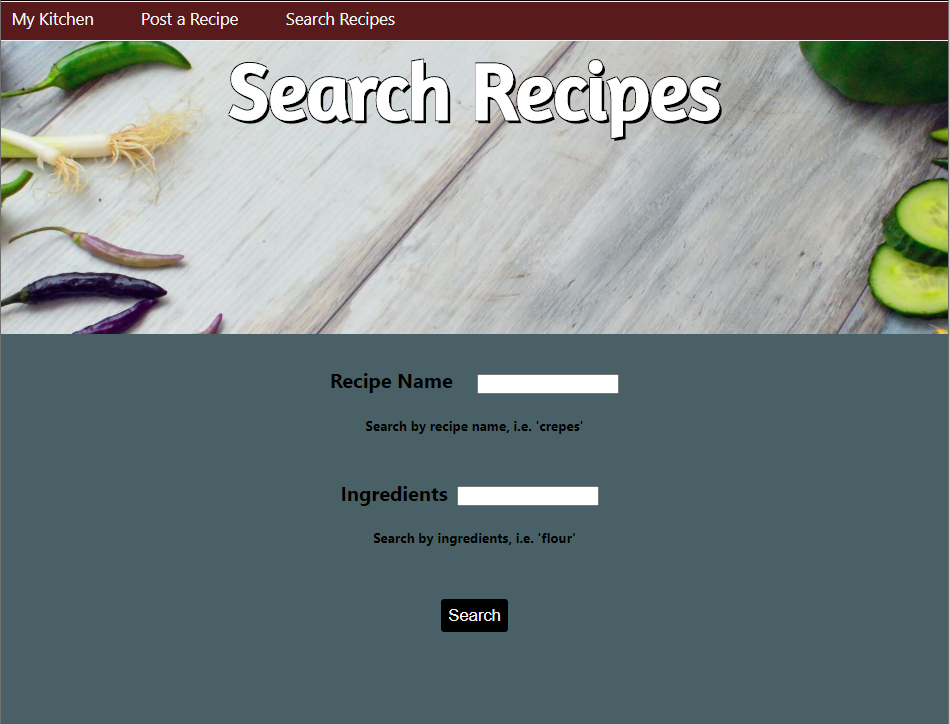 My Kitchen Post a Recipe Search Recipes
Search Recipes
Recipe Name
Search by recipe name, i.e. 'crepes'
Ingredients
Search by ingredients, i.e. 'flour'
Search